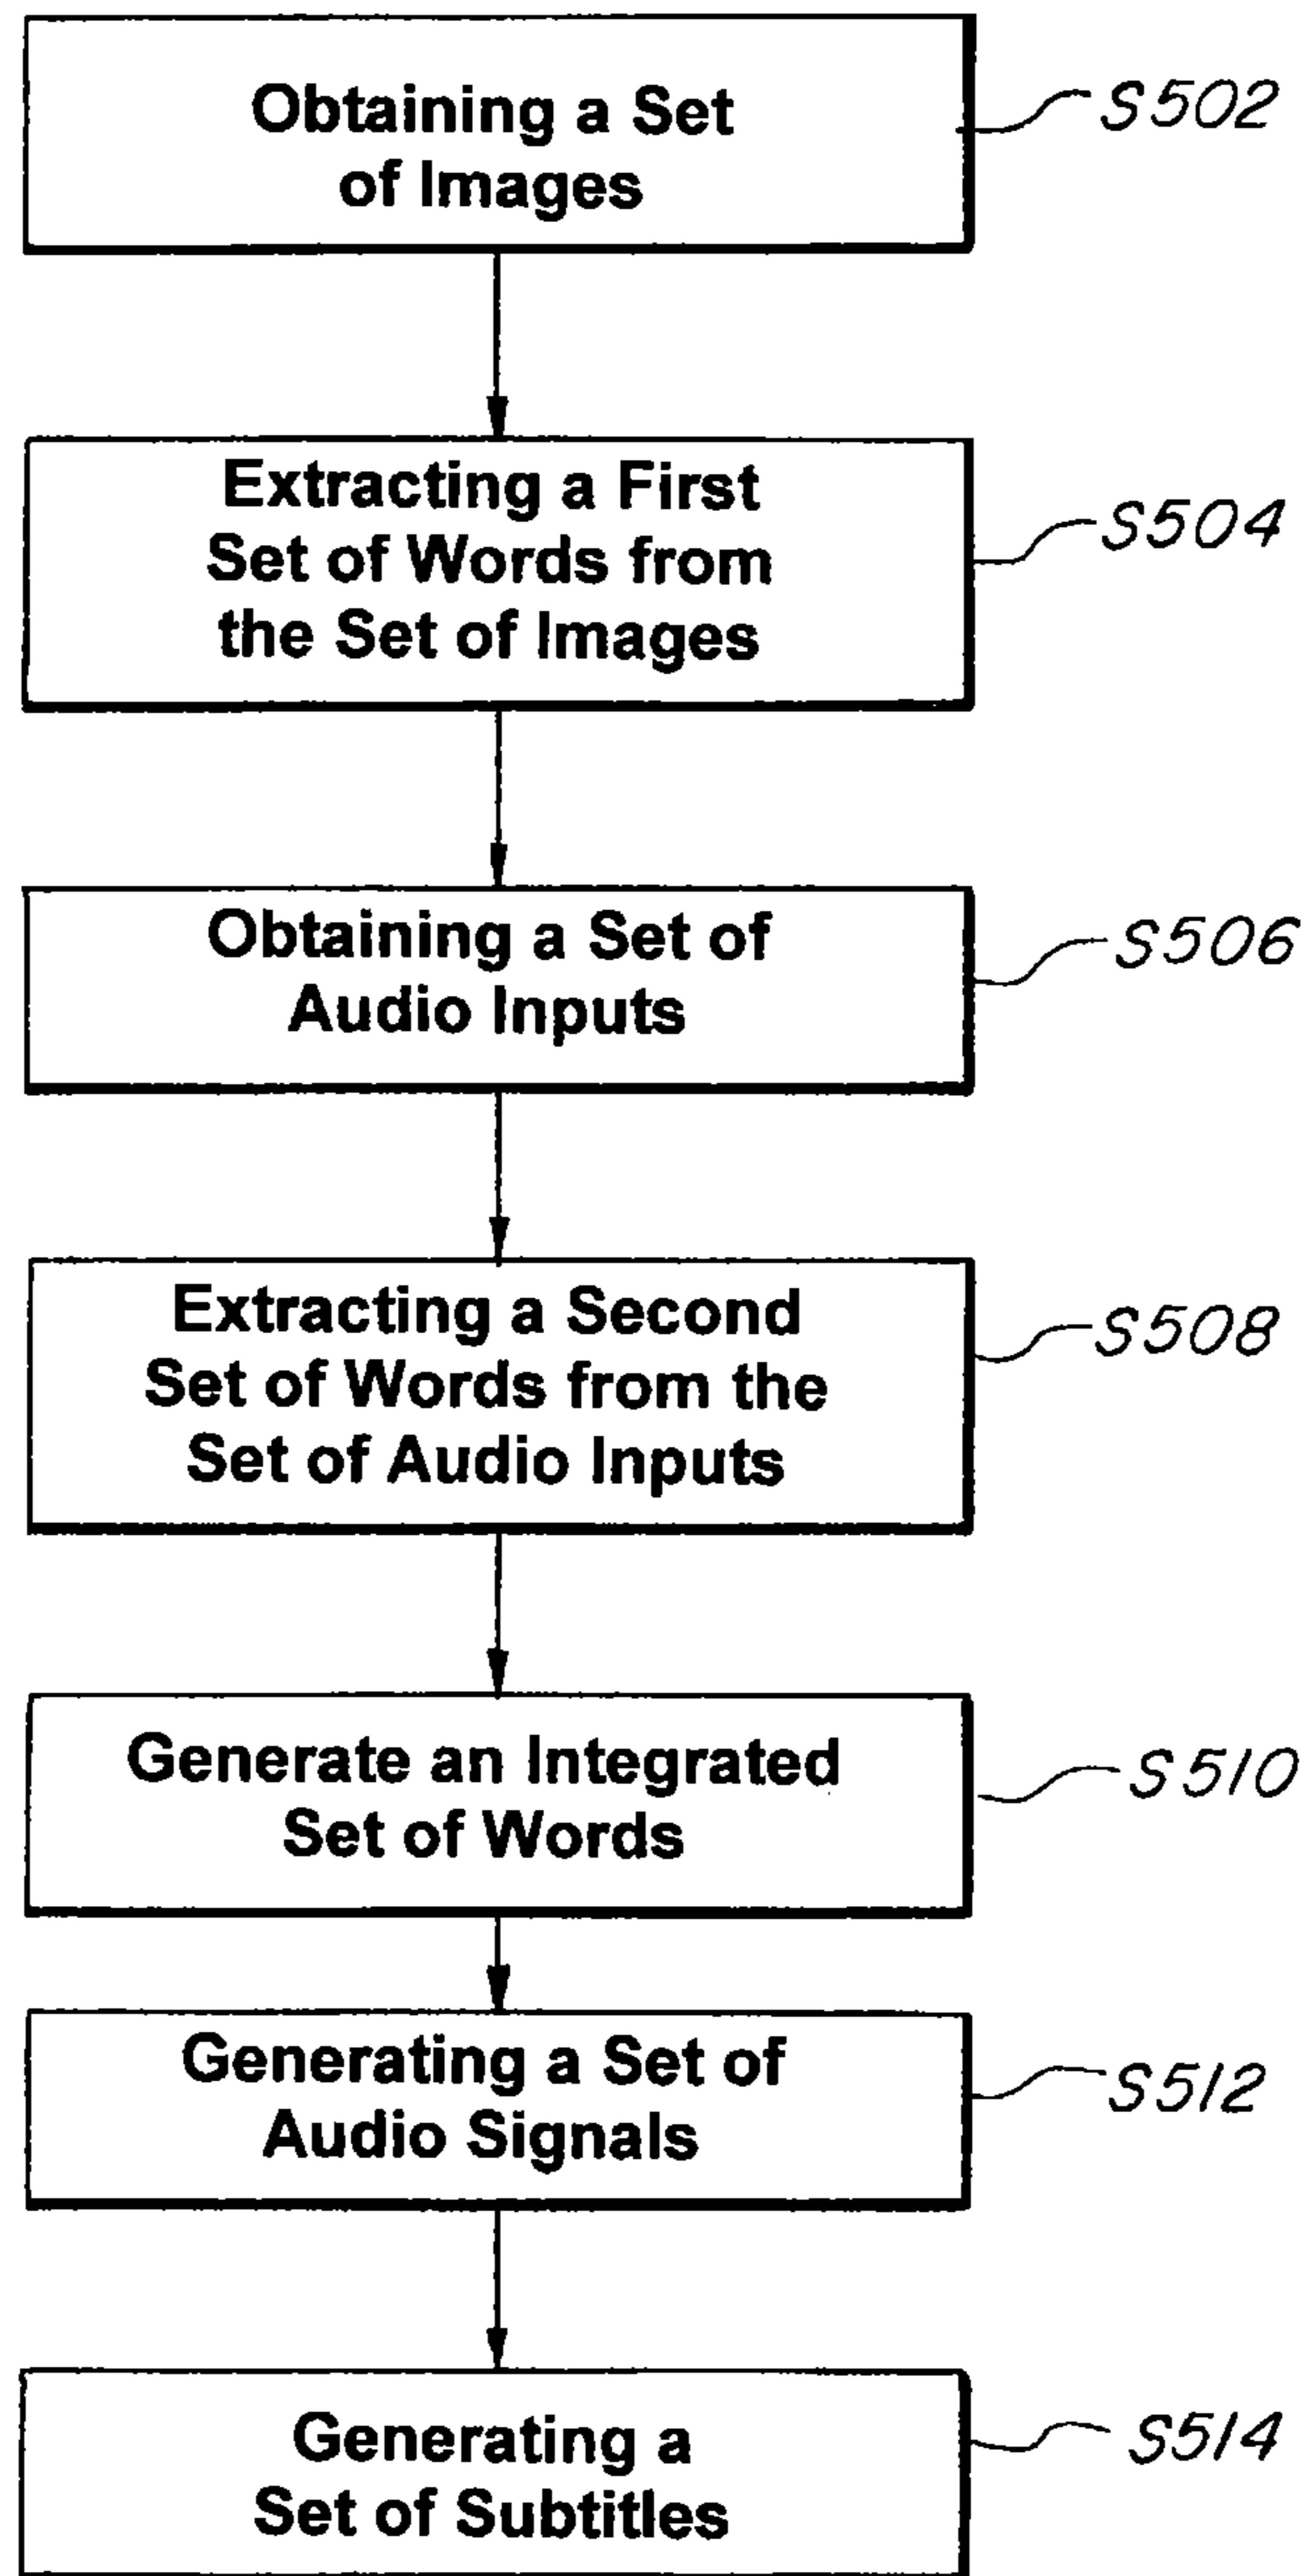 Obtaining a Set
of Images
S502
Extracting a First
Set of Words from
the Set of Images
S504
Obtaining a Set of
Audio Inputs
S506
Extracting a Second
Set of Words from the
Set of Audio Inputs
S508
Generate an Integrated
Set of Words
S510
Generating a Set of
Audio Signals
S512
Generating a
Set of Subtitles
S514